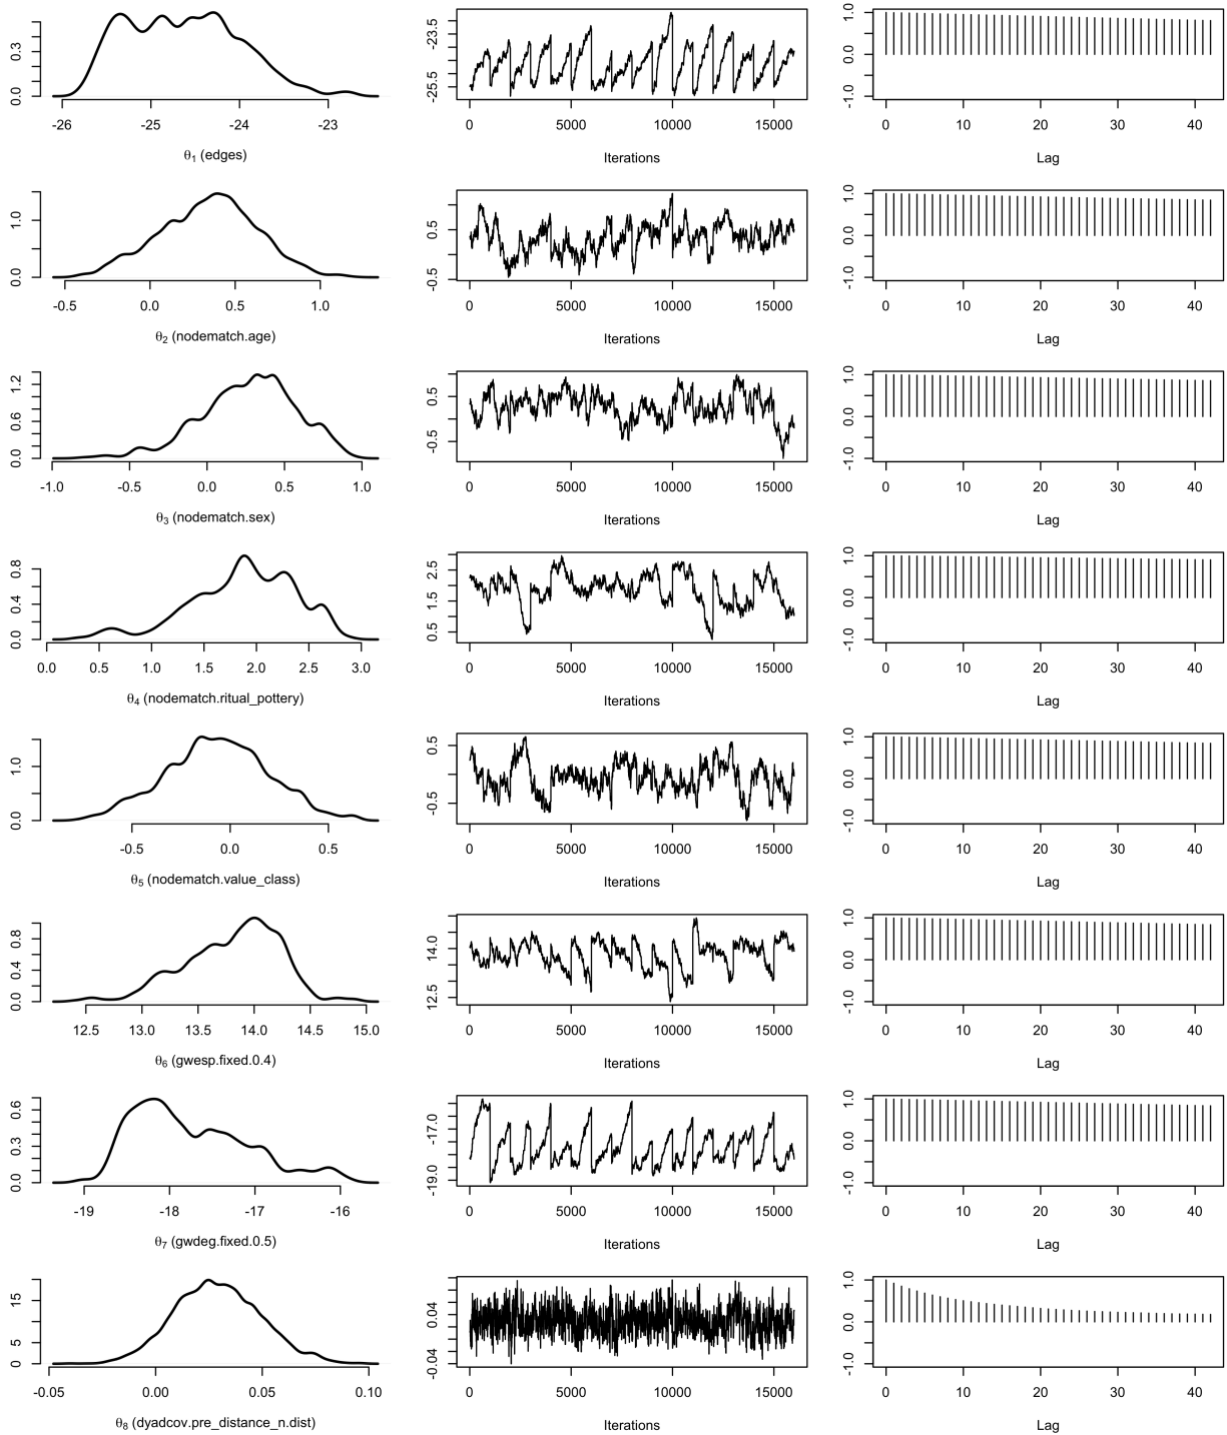 0.0 0.3
-26 -25 -24 -23
θ1 (edges)
-25.5 -23.5
0 5000 10000 15000
Iterations
-1.0 0.0 1.0
0 10 20 30 40
Lag
0.0 1.0
-0.5 0.0 0.5 1.0
θ2 (nodematch.age)
-0.5 0.5
0 5000 10000 15000
Iterations
-1.0 0.0 1.0
0 10 20 30 40
Lag
0.0 0.6 1.2
-1.0 -0.5 0.0 0.5 1.0
θ3 (nodematch.sex)
-0.5 0.5
0 5000 10000 15000
Iterations
-1.0 0.0 1.0
0 10 20 30 40
Lag
0.0 0.4 0.8
0.0 0.5 1.0 1.5 2.0 2.5 3.0
θ4 (nodematch.ritual_pottery)
0.5 1.5 2.5
0 5000 10000 15000
Iterations
-1.0 0.0 1.0
0 10 20 30 40
Lag
0.0 1.0
-0.5 0.0 0.5
θ5 (nodematch.value_class)
-0.5 0.5
0 5000 10000 15000
Iterations
-1.0 0.0 1.0
0 10 20 30 40
Lag
0.0 0.4 0.8
12.5 13.0 13.5 14.0 14.5 15.0
θ6 (gwesp.fixed.0.4)
12.5 14.0
0 5000 10000 15000
Iterations
-1.0 0.0 1.0
0 10 20 30 40
Lag
0.0 0.3 0.6
-19 -18 -17 -16
θ7 (gwdeg.fixed.0.5)
-19.0 -17.0
0 5000 10000 15000
Iterations
-1.0 0.0 1.0
0 10 20 30 40
Lag
0 5 15
-0.05 0.00 0.05 0.10
θ8 (dyadcov.pre_distance_n.dist)
-0.04 0.04
0 5000 10000 15000
Iterations
-1.0 0.0 1.0
0 10 20 30 40
Lag